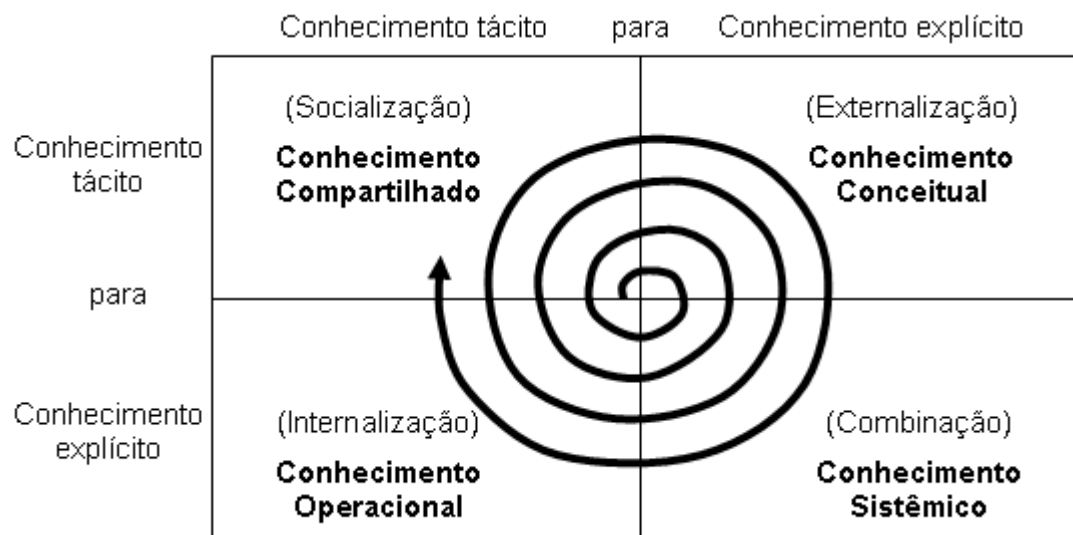 Conhecimento tácito para Conhecimento explícito
(Socialização)
Conhecimento
Compartilhado
(Externalização)
Conhecimento
Conceitual
Conhecimento
tácito
para
Conhecimento
explícito
(Internalização)
Conhecimento
Operacional
(Combinação)
Conhecimento
Sistêmico